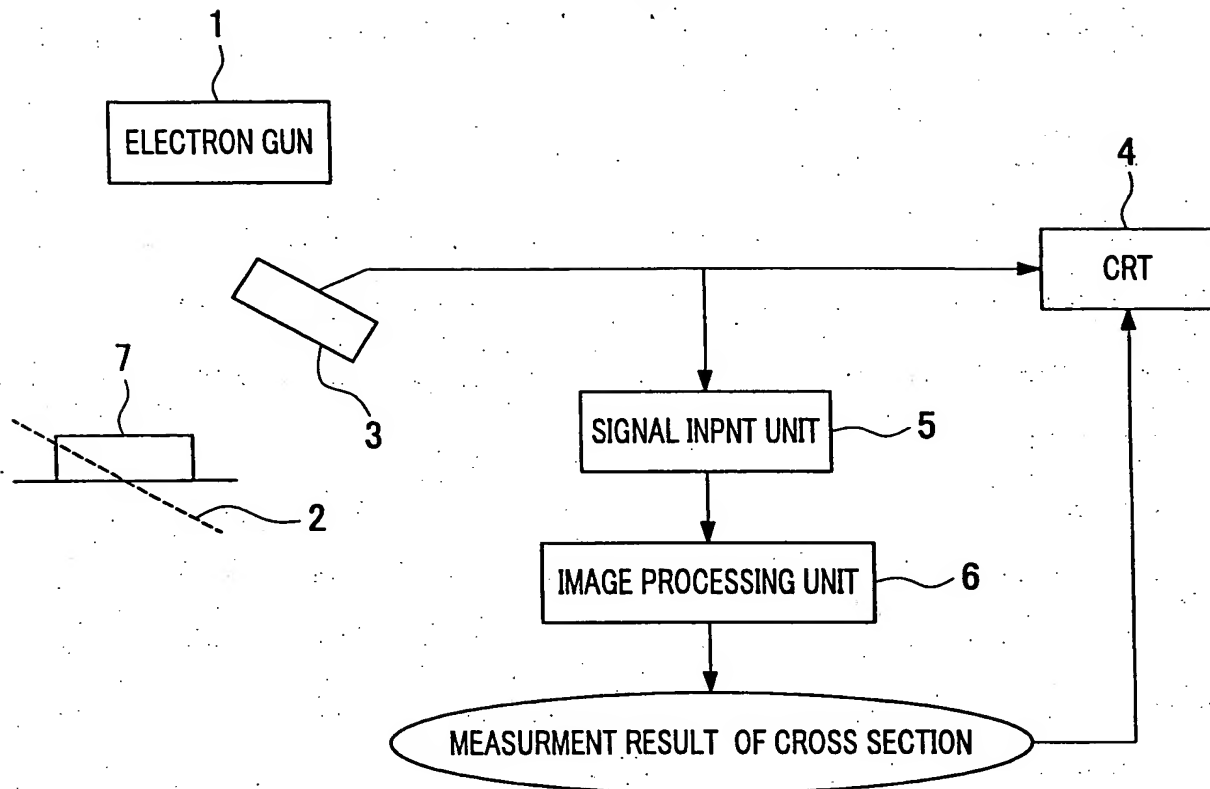 1
ELECTRON GUN
4
CRT
3
7
2
SIGNAL INPNT UNIT
5
IMAGE PROCESSING UNIT
6
MEASURMENT RESULT OF CROSS SECTION